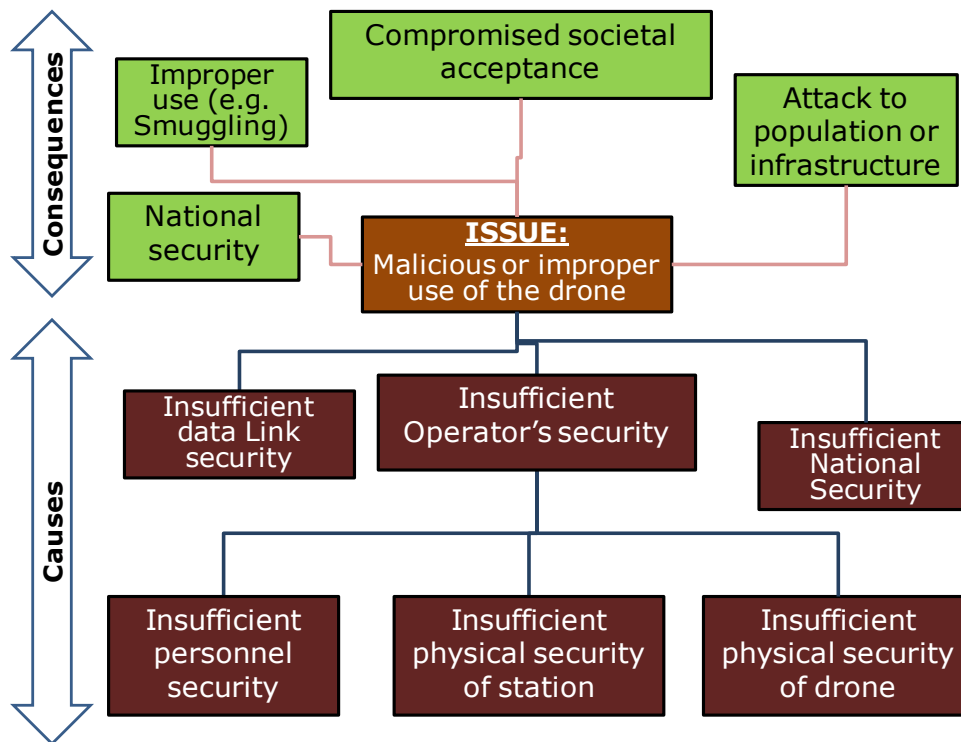 Consequences
Compromised societal
acceptance
Improper
use (e.g.
Smuggling)
Attack to
population or
infrastructure
National
security
ISSUE:
Malicious or improper
use of the drone
Causes
Insufficient
data Link
security
Insufficient
Operator’s security
Insufficient
National
Security
Insufficient
personnel
security
Insufficient
physical security
of station
Insufficient
physical security
of drone